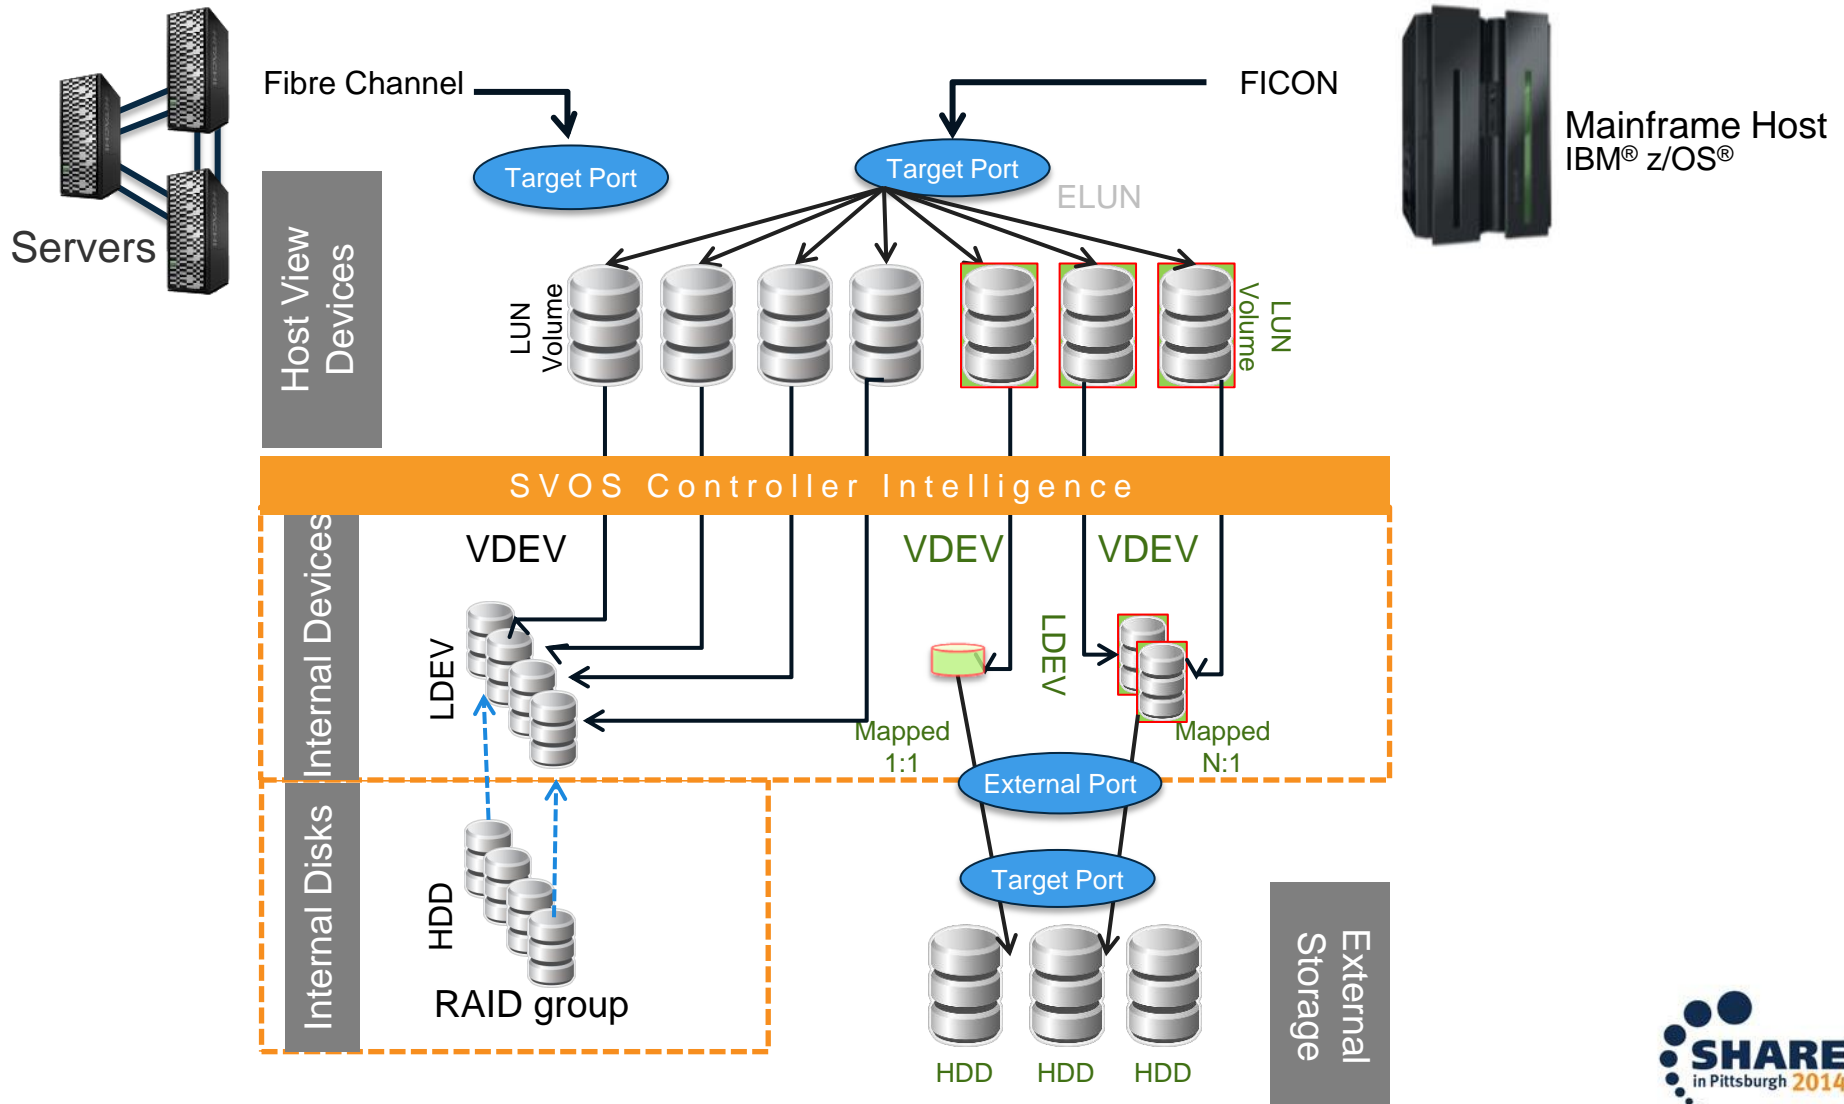 Fibre Channel
FICON
Mainframe Host
IBM® z/OS®
Servers
Target Port
Target Port
ELUN
Host View
Devices
LUN
Volume
LUN
Volume
SVOS Controller Intelligence
Internal Devices
VDEV
VDEV
VDEV
LDEV
LDEV
Mapped
1:1
Mapped
N:1
External Port
Internal Disks
HDD
RAID group
Target Port
HDD
HDD
HDD
External
Storage
SHARE
in Pittsburgh 2014